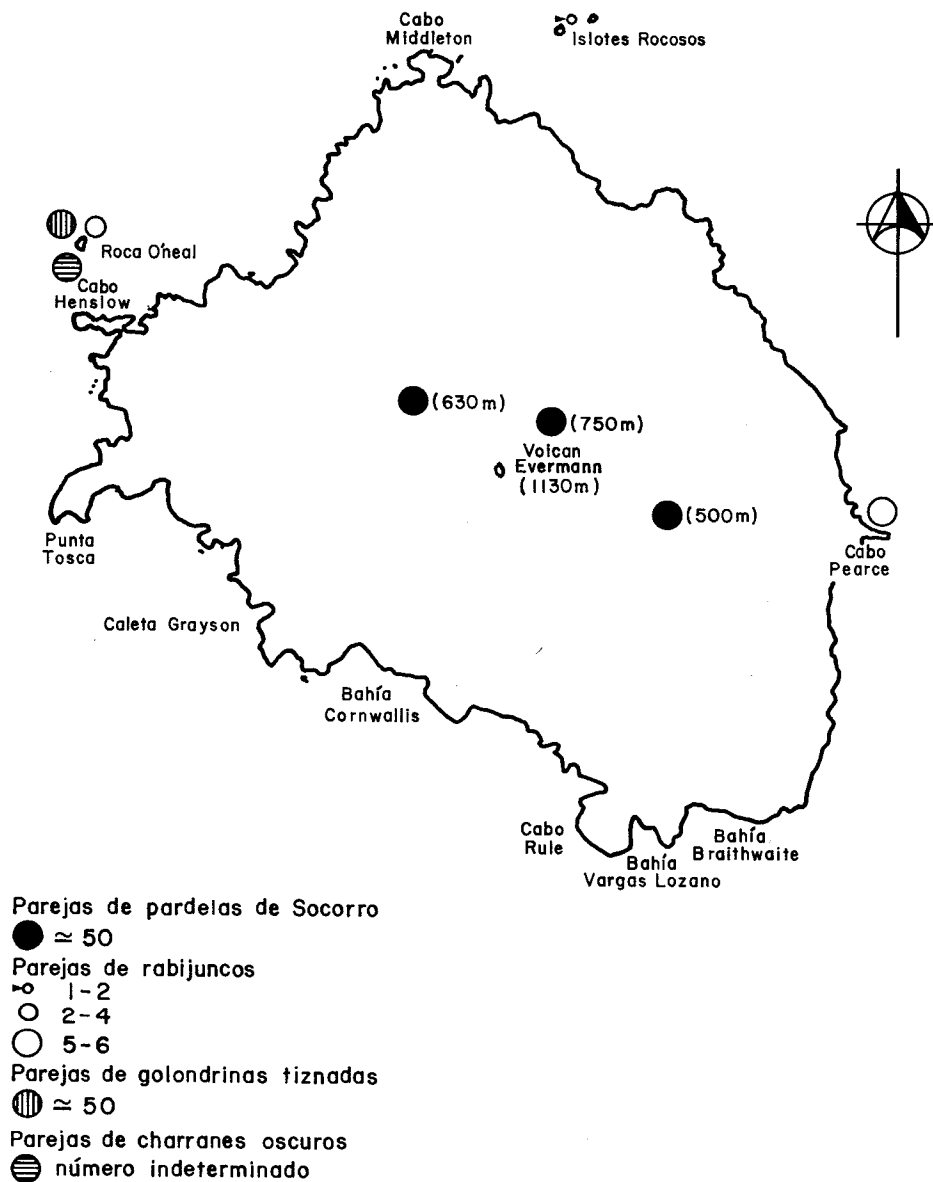 Cabo
Middleton
Islotes Rocosos
Roca O'neal
Cabo
Henslow
(630m)
(750m)
Volcan
Evermann
(1130m)
(500m)
Punta
Tosca
Cabo
Pearce
Caleta Grayson
Bahía
Cornwallis
Cabo
Rule
Bahía
Braithwaite
Bahía
Vargas Lozano
Parejas de pardelas de Socorro
≃ 50
Parejas de rabijuncos
1-2
2-4
5-6
Parejas de golondrinas tiznadas
≃ 50
Parejas de charranes oscuros
número indeterminado